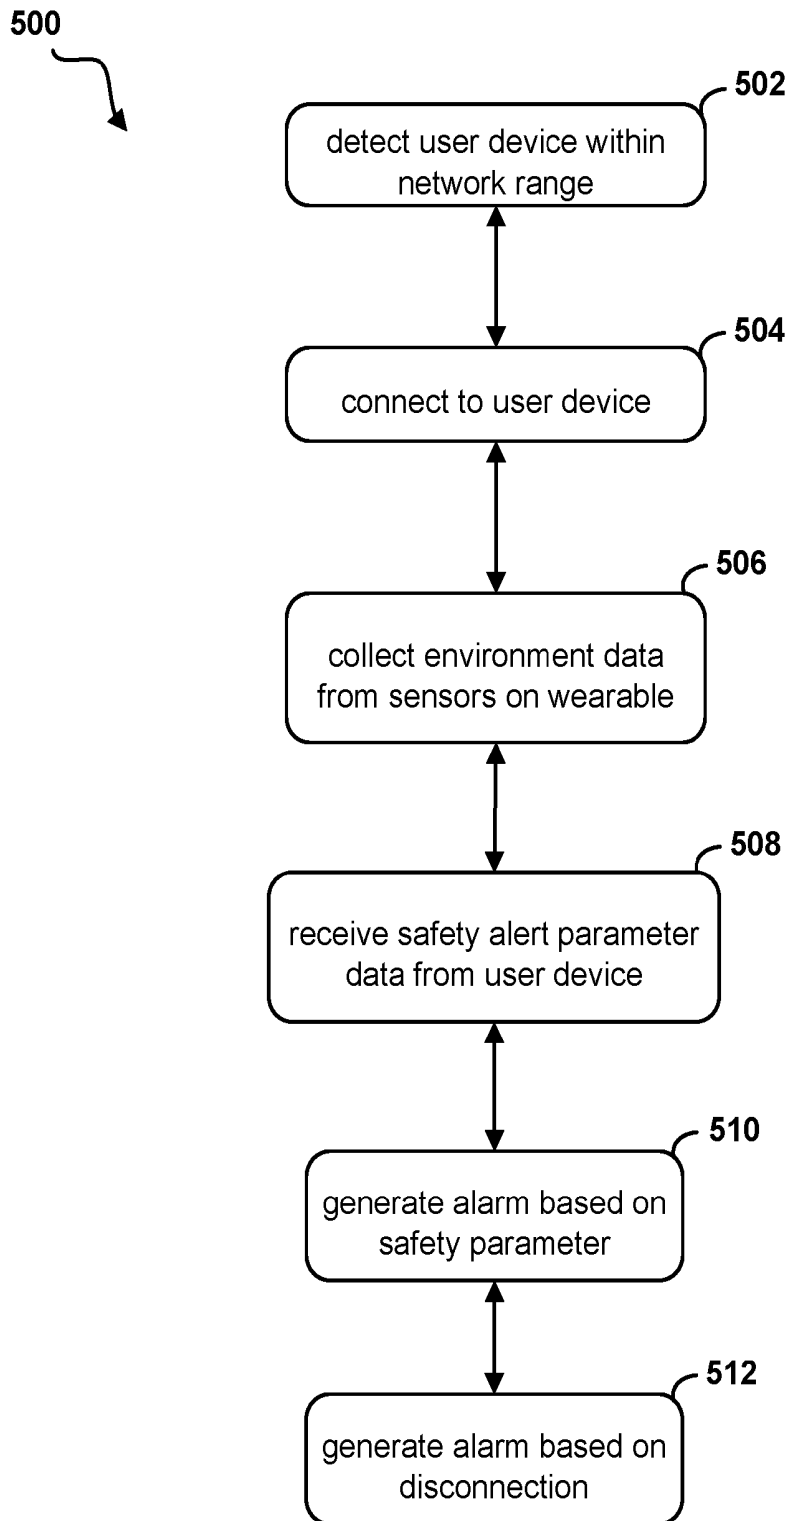 500
502
detect user device within
network range
504
connect to user device
506
collect environment data
from sensors on wearable
508
receive safety alert parameter
data from user device
510
generate alarm based on
safety parameter
512
generate alarm based on
disconnection